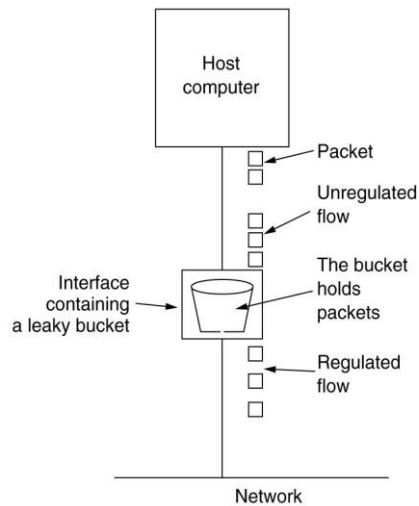 Host
computer
Packet
Unregulated
flow
Interface
containing
a leaky bucket
The bucket
holds
packets
Regulated
flow
Network